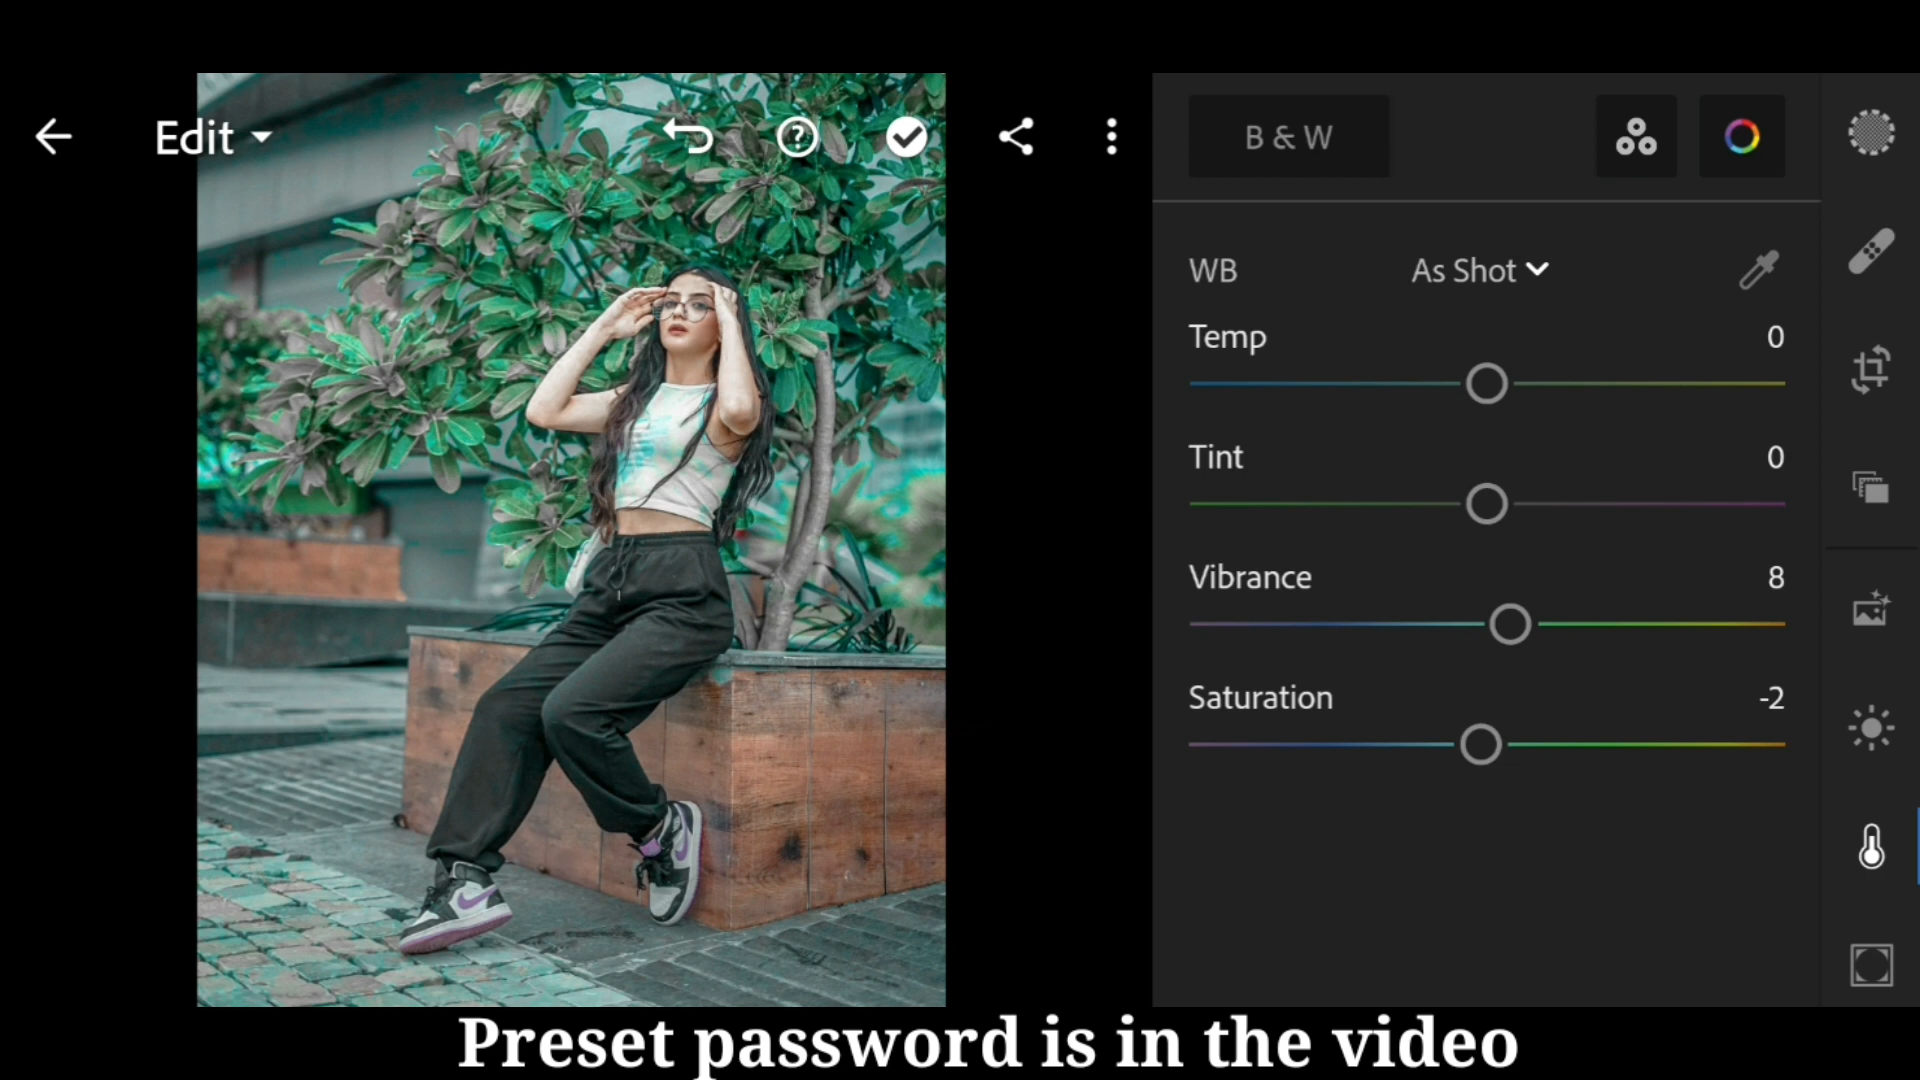 Edit
B & W
WB As Shot
Temp 0
Tint 0
Vibrance 8
Saturation -2
Preset password is in the video